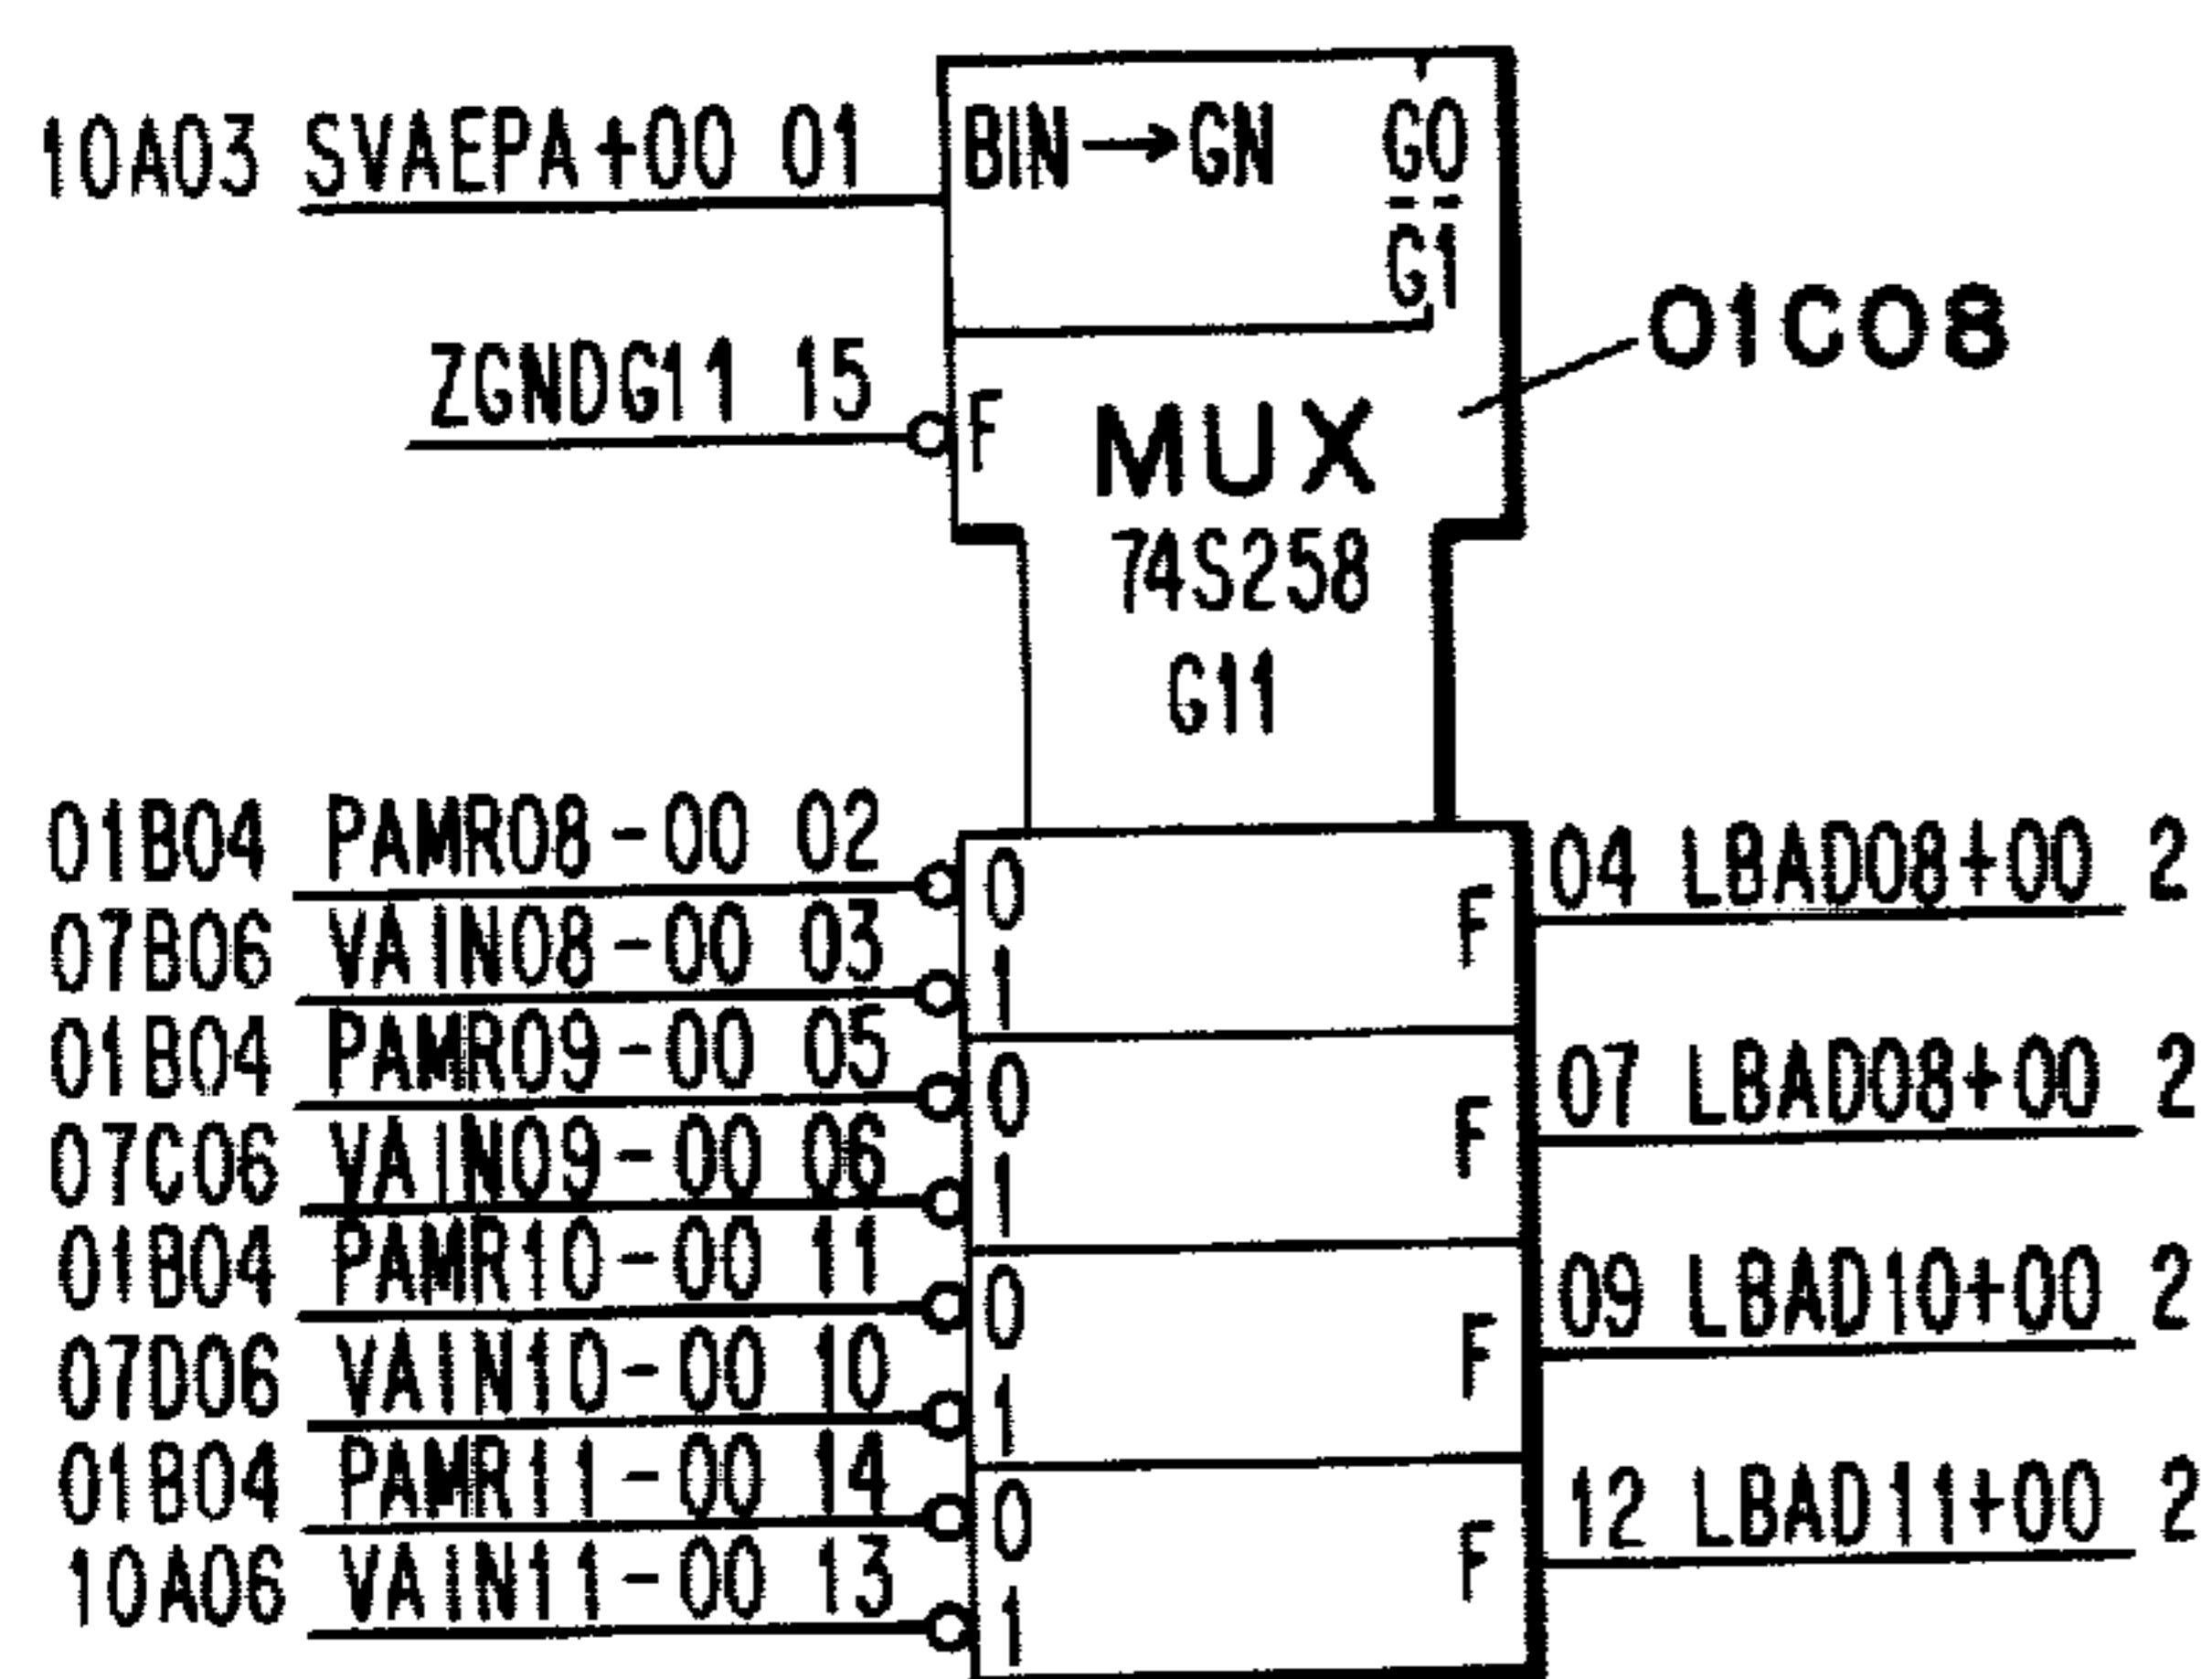 10A03 SVAEPA+00 01
BIN→GN G0
G1
01C08
ZGNDG11 15
F
MUX
74S258
G11
01B04 PAMR08-00 02
0
F
04 LBAD08+00 2
07B06 VAIN08-00 03
1
01B04 PAMR09-00 05
0
F
07 LBAD08+00 2
07C06 VAIN09-00 06
1
01B04 PAMR10-00 11
0
F
09 LBAD10+00 2
07D06 VAIN10-00 10
1
01B04 PAMR11-00 14
0
F
12 LBAD11+00 2
10A06 VAIN11-00 13
1